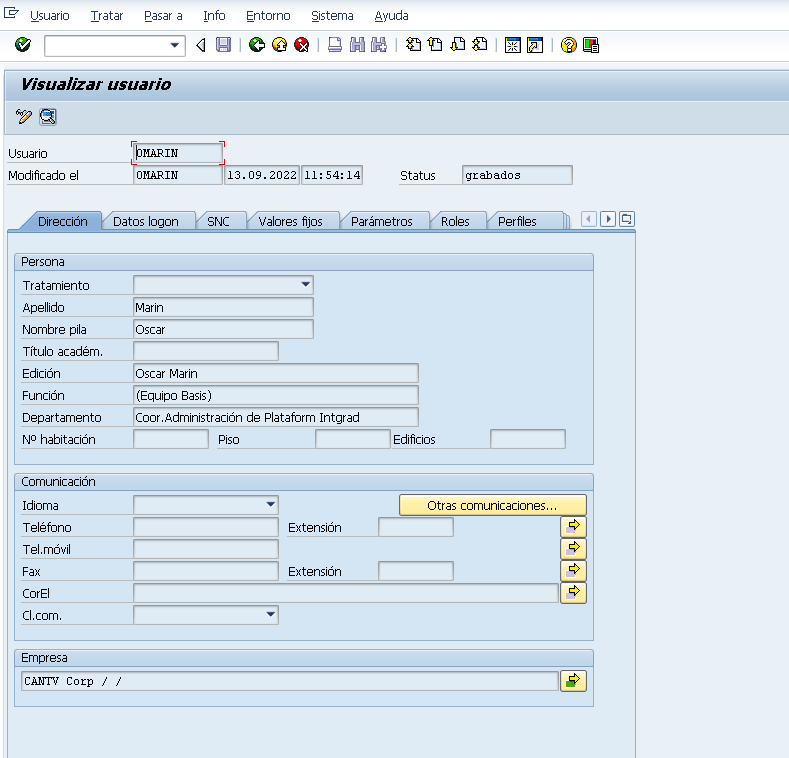 Usuario Tratar Pasar a Info Entorno Sistema Ayuda
Visualizar usuario
Usuario OMARIN
Modificado el OMARIN 13.09.2022 11:54:14 Status grabados
Dirección Datos logon SNC Valores fijos Parámetros Roles Perfiles
Persona
Tratamiento
Apellido Marin
Nombre pila Oscar
Título académ.
Edición Oscar Marin
Función (Equipo Basis)
Departamento Coor.Administración de Plataform Intgrad
Nº habitación Piso Edificios
Comunicación
Idioma Otras comunicaciones...
Teléfono Extensión
Tel.móvil
Fax Extensión
CorEl
Cl.com.
Empresa
CANTV Corp / /